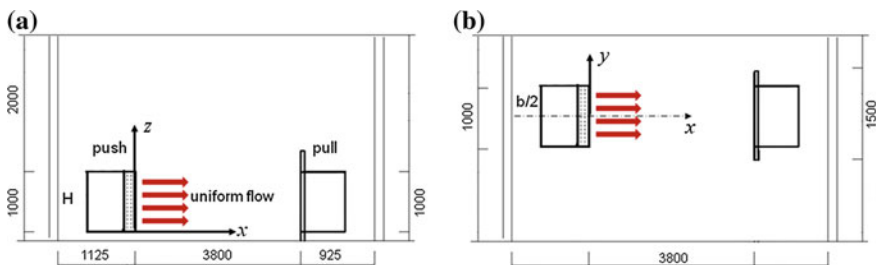 (a)
2000
1000
H
push
z
pull
uniform flow
x
1000
1125
3800
925
(b)
y
b/2
x
1000
1500
3800